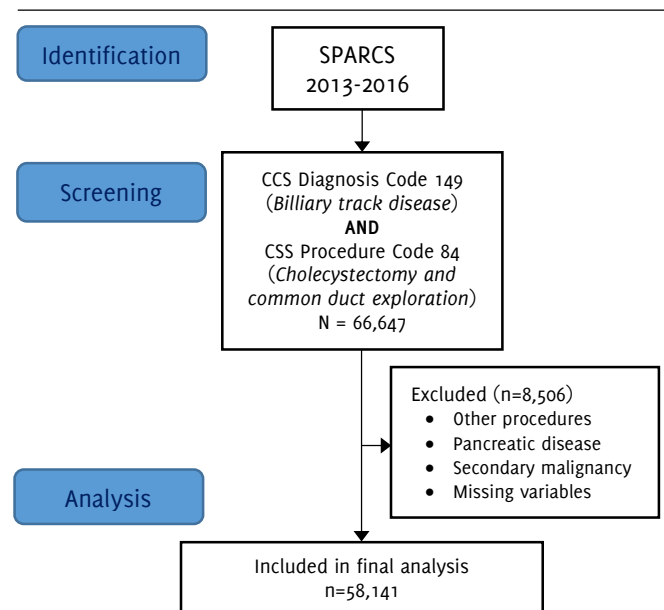 Identification
SPARCS
2013-2016
Screening
CCS Diagnosis Code 149
(Billiary track disease)
AND
CSS Procedure Code 84
(Cholecystectomy and
common duct exploration)
N = 66,647
Excluded (n=8,506)
• Other procedures
• Pancreatic disease
• Secondary malignancy
• Missing variables
Analysis
Included in final analysis
n=58,141